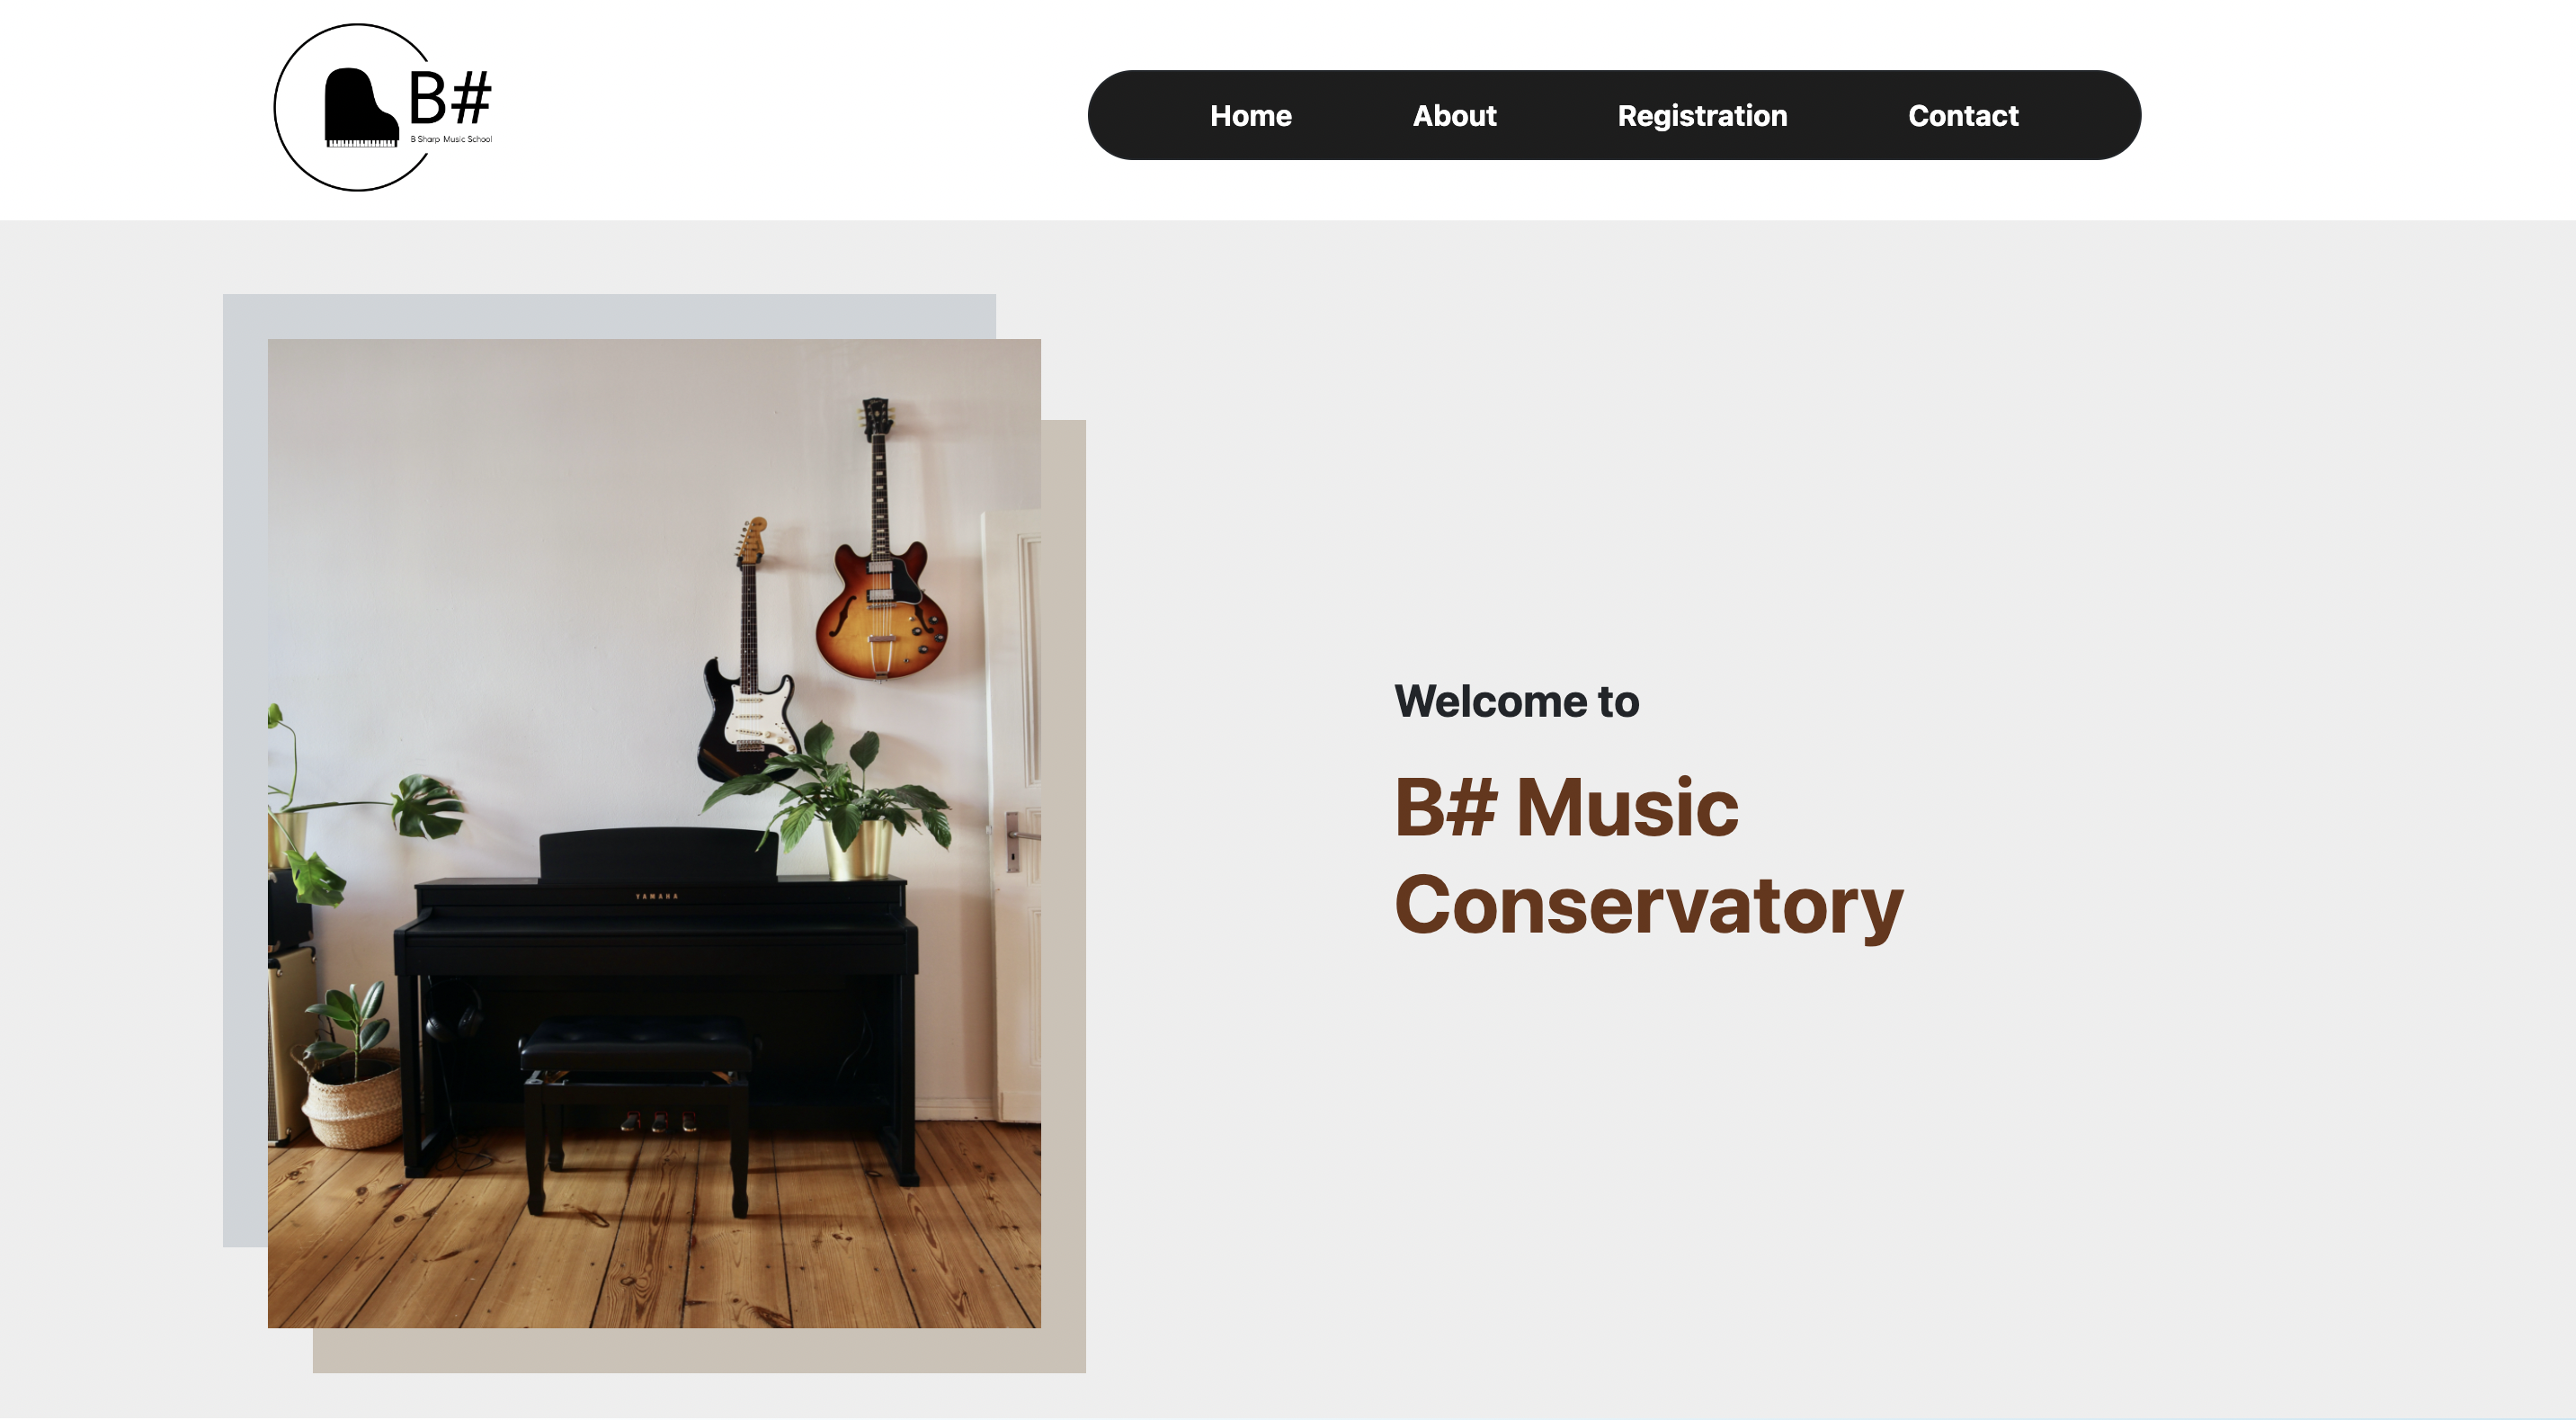 B#
B Sharp Music School
Home About Registration Contact
YAMAHA
Welcome to
B# Music
Conservatory